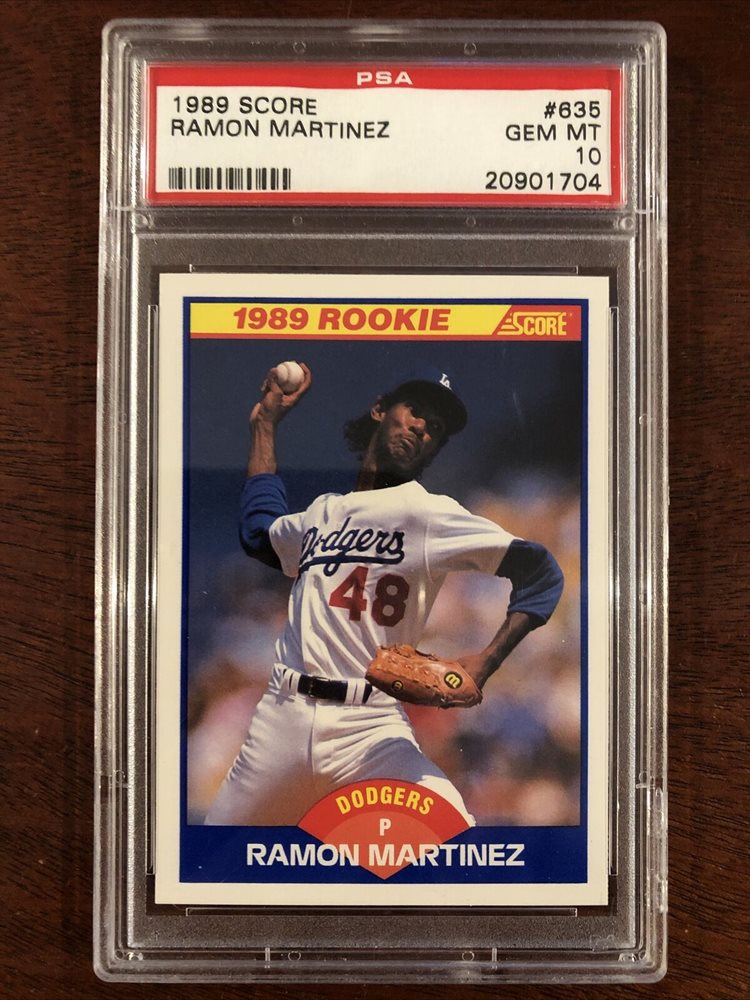 PSA
1989 SCORE #635
RAMON MARTINEZ GEM MT
10
20901704
1989 ROOKIE SCORE
LA
Dodgers
48
DODGERS
P
RAMON MARTINEZ